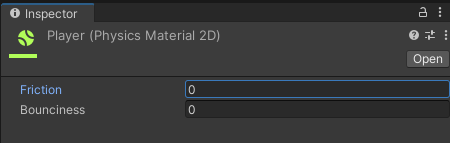 Inspector
Player (Physics Material 2D)
Open
Friction 0
Bounciness 0